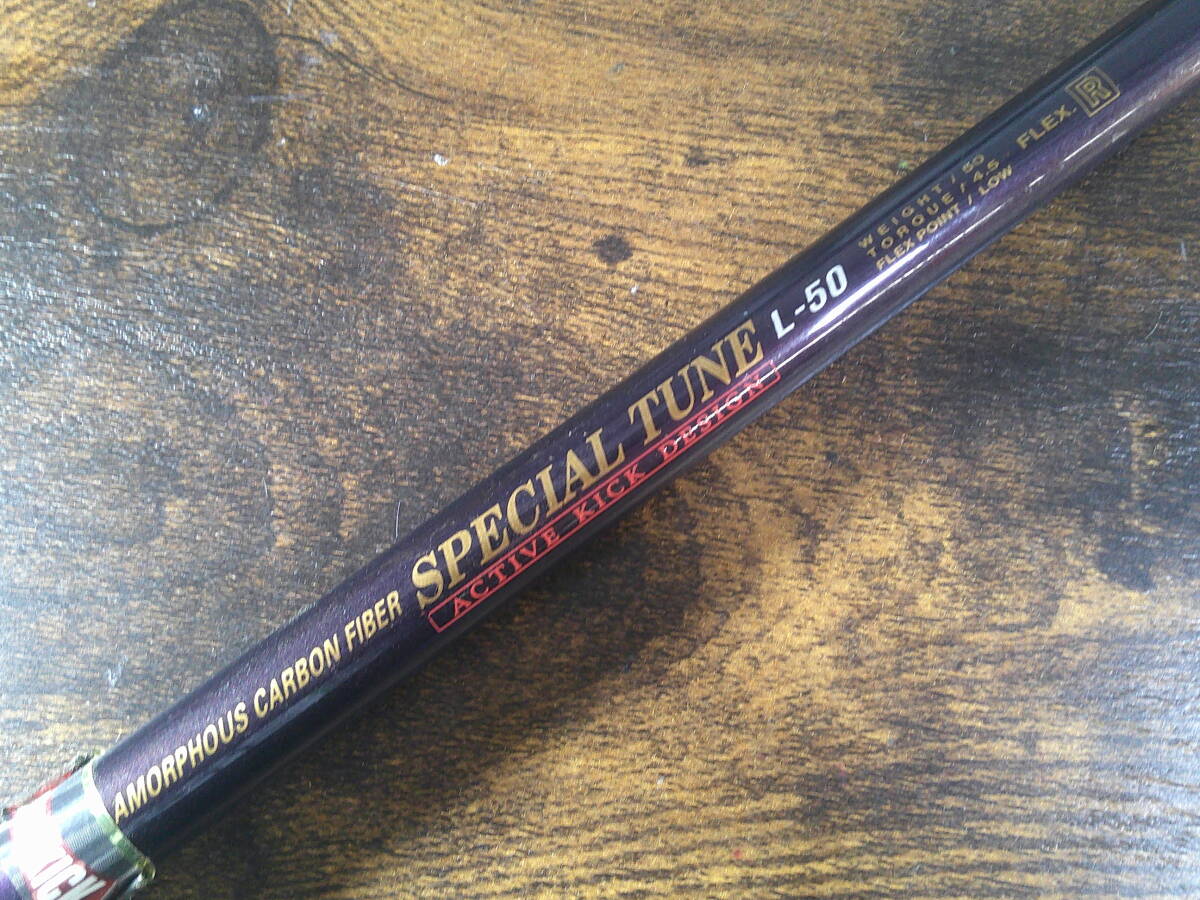 AMORPHOUS CARBON FIBER SPECIAL TUNE L-50
ACTIVE KICK DESIGN
WEIGHT / 50
TORQUE / 4.5
FLEX POINT / LOW
FLEX. R